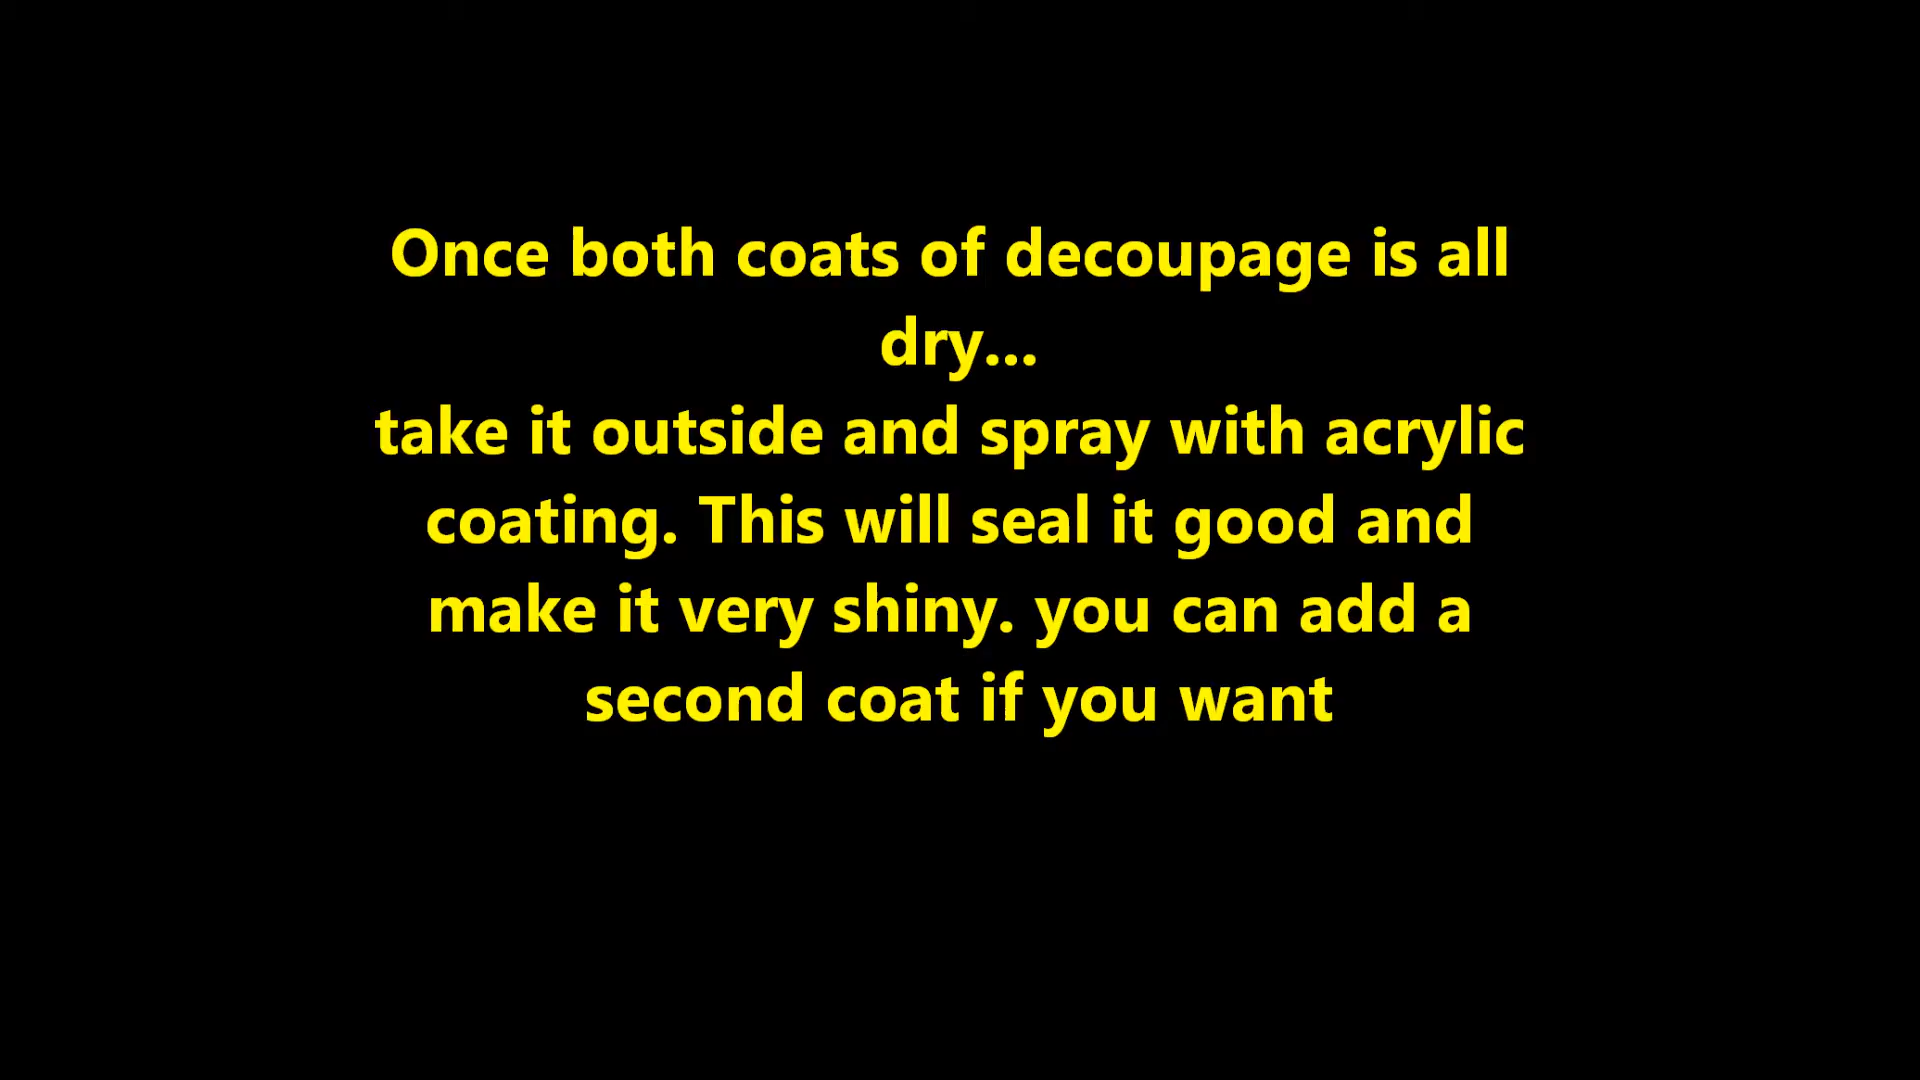 Once both coats of decoupage is all
dry...
take it outside and spray with acrylic
coating. This will seal it good and
make it very shiny. you can add a
second coat if you want